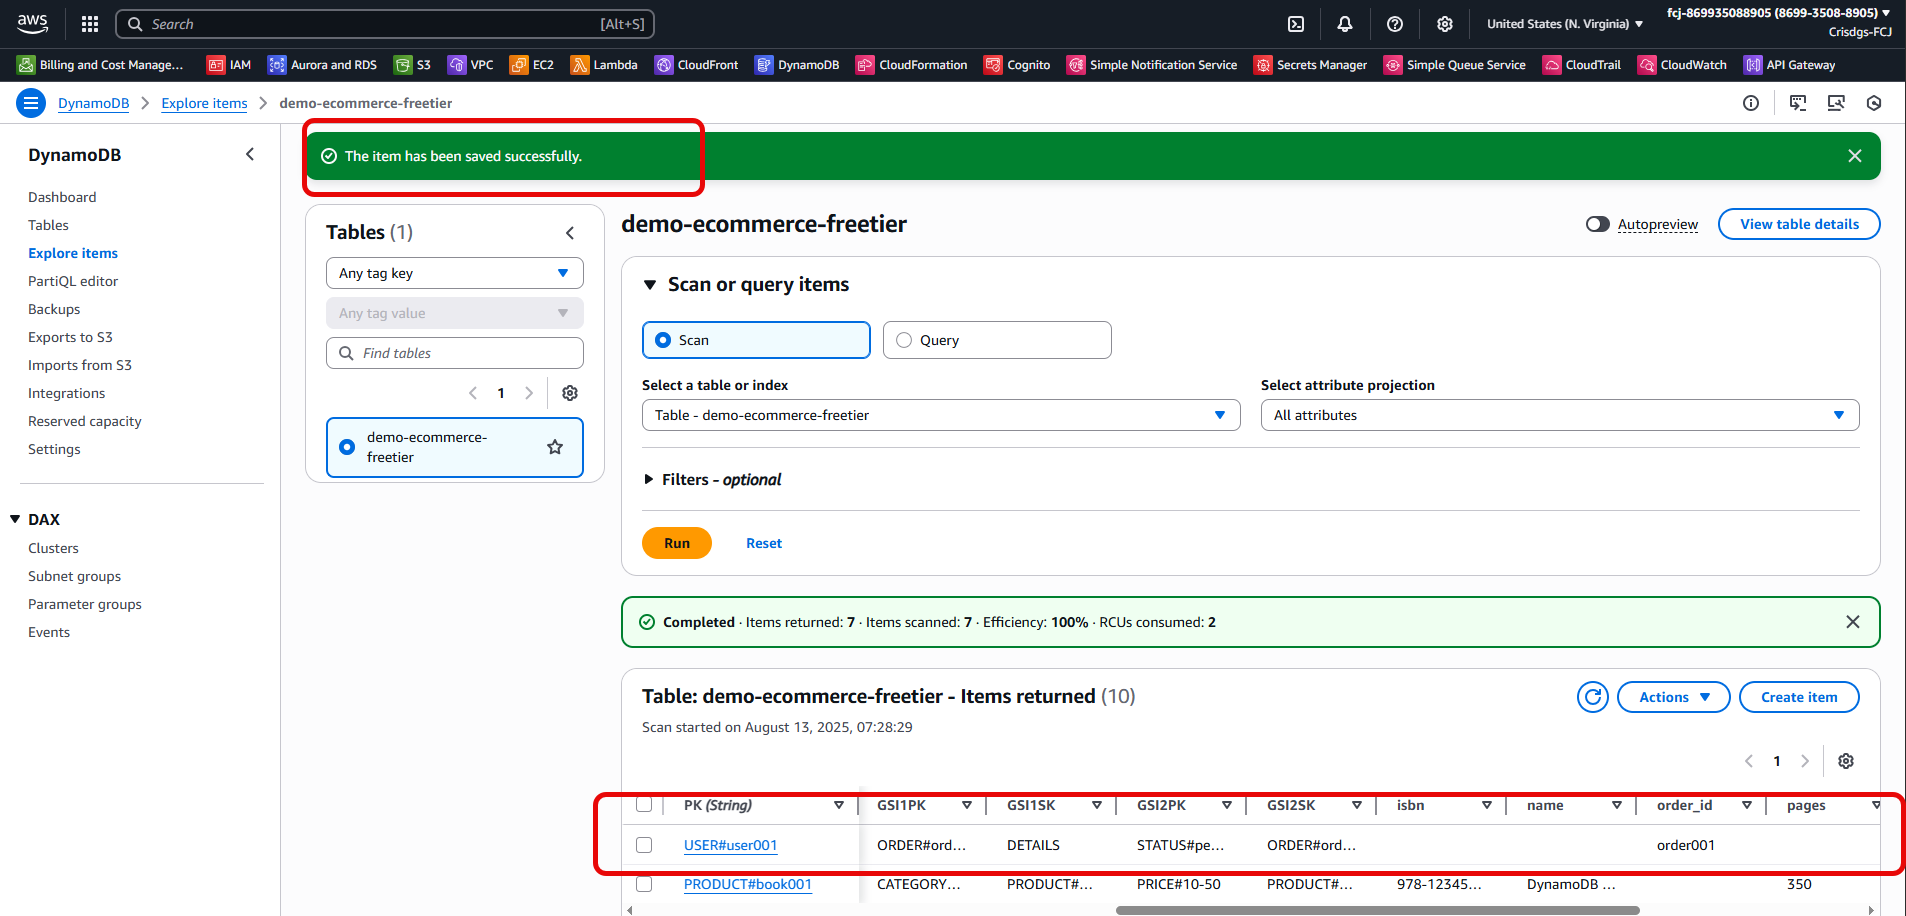 aws
Search
[Alt+S]
United States (N. Virginia)
fcj-869935088905 (8699-3508-8905)
Crisdgs-FCJ
Billing and Cost Manage...
IAM
Aurora and RDS
S3
VPC
EC2
Lambda
CloudFront
DynamoDB
CloudFormation
Cognito
Simple Notification Service
Secrets Manager
Simple Queue Service
CloudTrail
CloudWatch
API Gateway
DynamoDB
Explore items
demo-ecommerce-freetier
DynamoDB
Dashboard
Tables
Explore items
PartiQL editor
Backups
Exports to S3
Imports from S3
Integrations
Reserved capacity
Settings
DAX
Clusters
Subnet groups
Parameter groups
Events
The item has been saved successfully.
Tables (1)
Any tag key
Any tag value
Find tables
1
demo-ecommerce-
freetier
demo-ecommerce-freetier
Autopreview
View table details
Scan or query items
Scan
Query
Select a table or index
Select attribute projection
Table - demo-ecommerce-freetier
All attributes
Filters - optional
Run
Reset
Completed · Items returned: 7 · Items scanned: 7 · Efficiency: 100% · RCUs consumed: 2
Table: demo-ecommerce-freetier - Items returned (10)
Actions
Create item
Scan started on August 13, 2025, 07:28:29
1
PK (String) GSI1PK GSI1SK GSI2PK GSI2SK isbn name order_id pages
USER#user001 ORDER#ord... DETAILS STATUS#pe... ORDER#ord... order001
PRODUCT#book001 CATEGORY... PRODUCT#... PRICE#10-50 PRODUCT#... 978-12345... DynamoDB ... 350